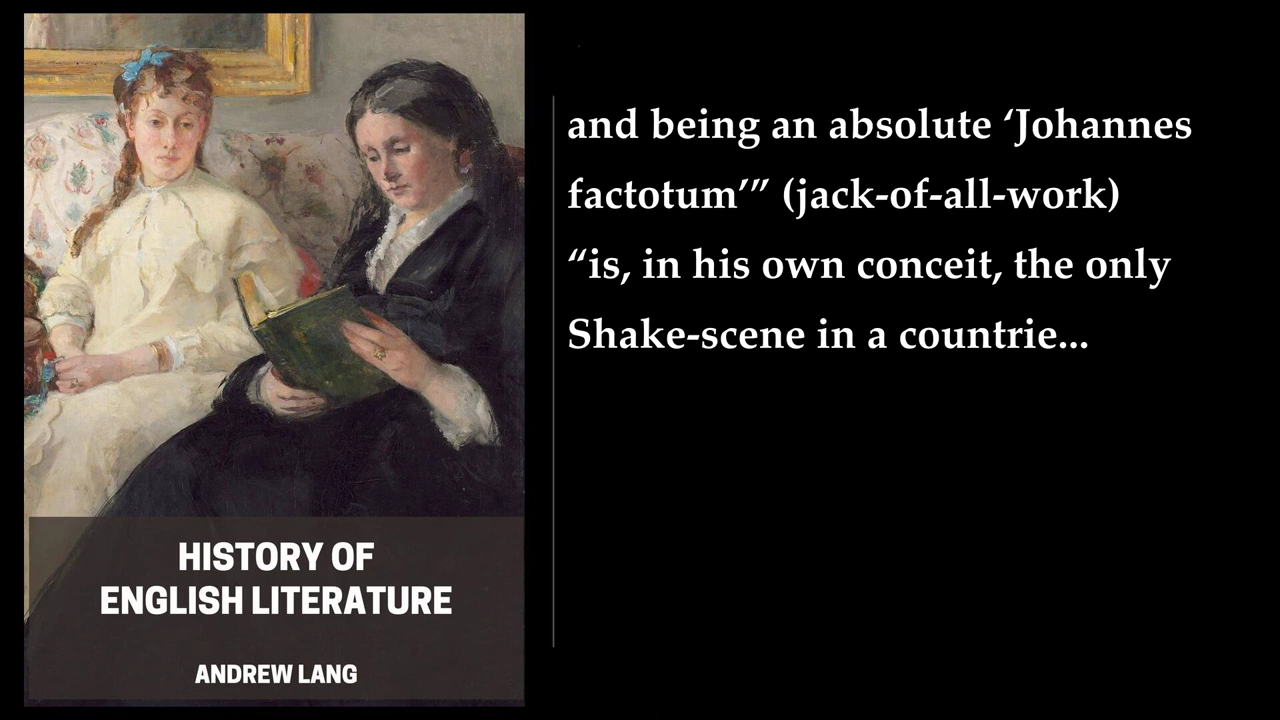 HISTORY OF
ENGLISH LITERATURE
ANDREW LANG
and being an absolute ‘Johannes
factotum’” (jack-of-all-work)
“is, in his own conceit, the only
Shake-scene in a countrie...